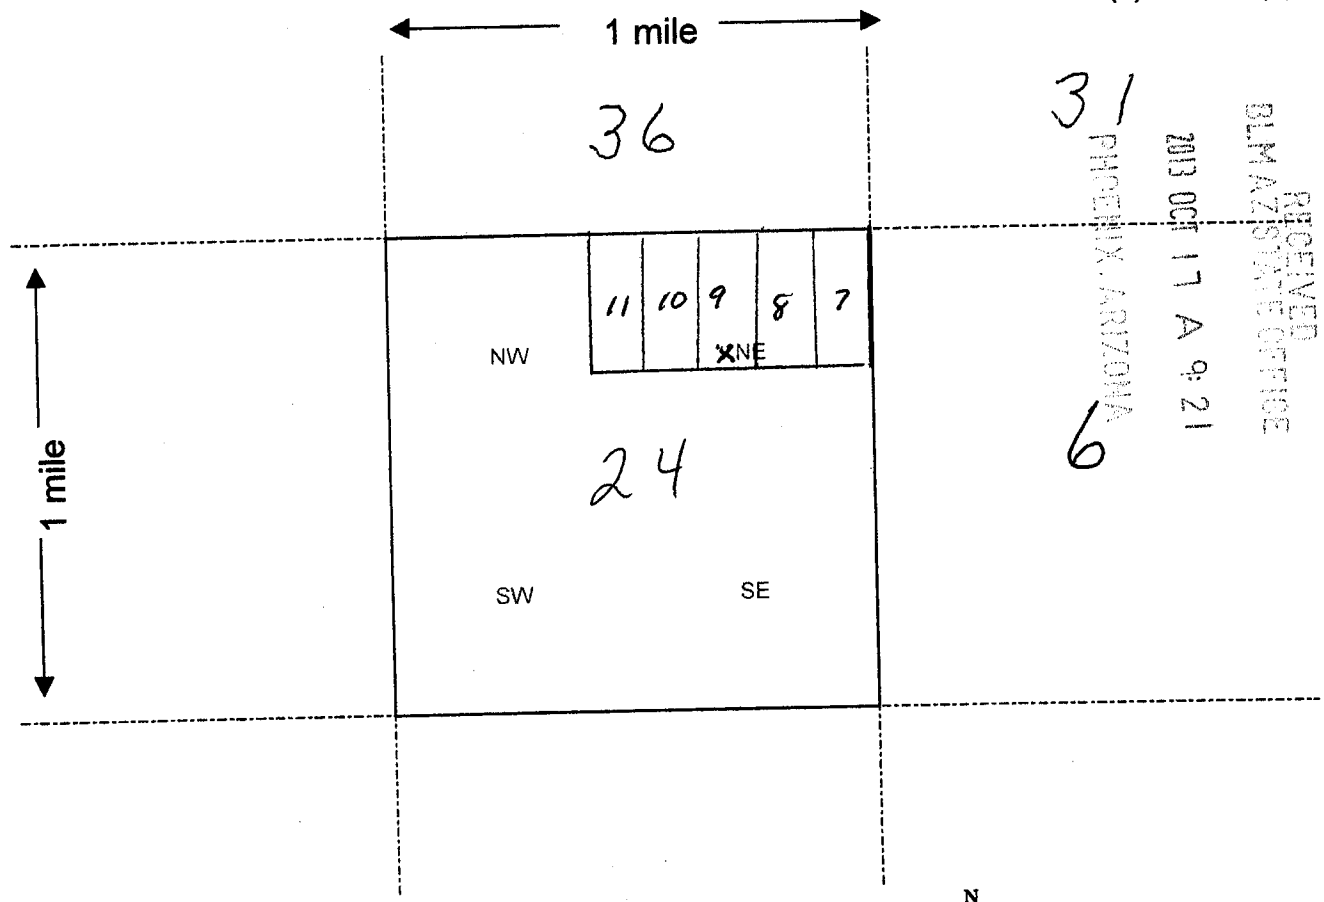 1 mile
36
31
RECEIVED
BLM AZ STATE OFFICE
2013 OCT 17 A 9:21
PHOENIX, ARIZONA
11 10 9 8 7
NW
X NE
1 mile
24
6
SW
SE
N